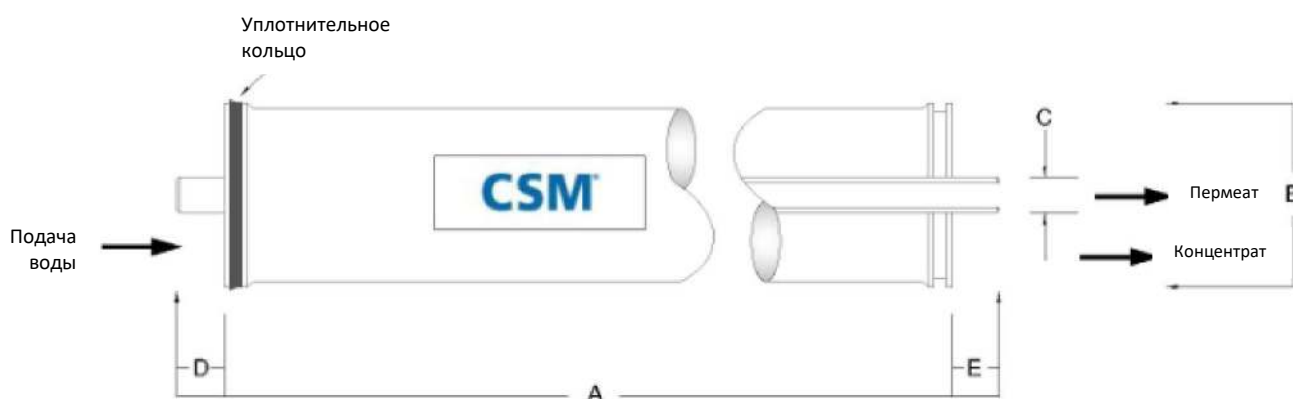 Уплотнительное
кольцо
CSM
C
Пермеат
B
Подача
воды
Концентрат
D
E
A